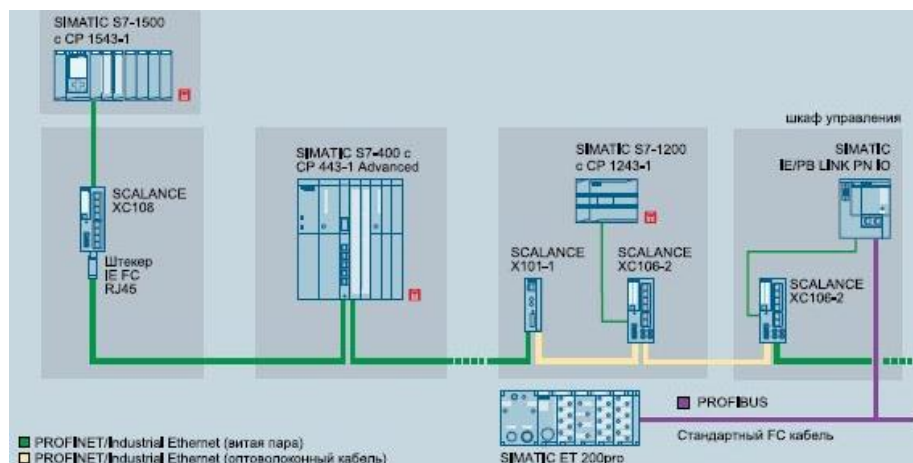 SIMATIC S7-1500
с CP 1543-1
SCALANCE
XC108
Штекер
IE FC
RJ45
SIMATIC S7-400 с
CP 443-1 Advanced
SIMATIC S7-1200
с CP 1243-1
SCALANCE
X101-1
SCALANCE
XC106-2
шкаф управления
SIMATIC
IE/PB LINK PN IO
SCALANCE
XC106-2
PROFIBUS
Стандартный FC кабель
SIMATIC ET 200pro
PROFINET/Industrial Ethernet (витая пара)
PROFINET/Industrial Ethernet (оптоволоконный кабель)